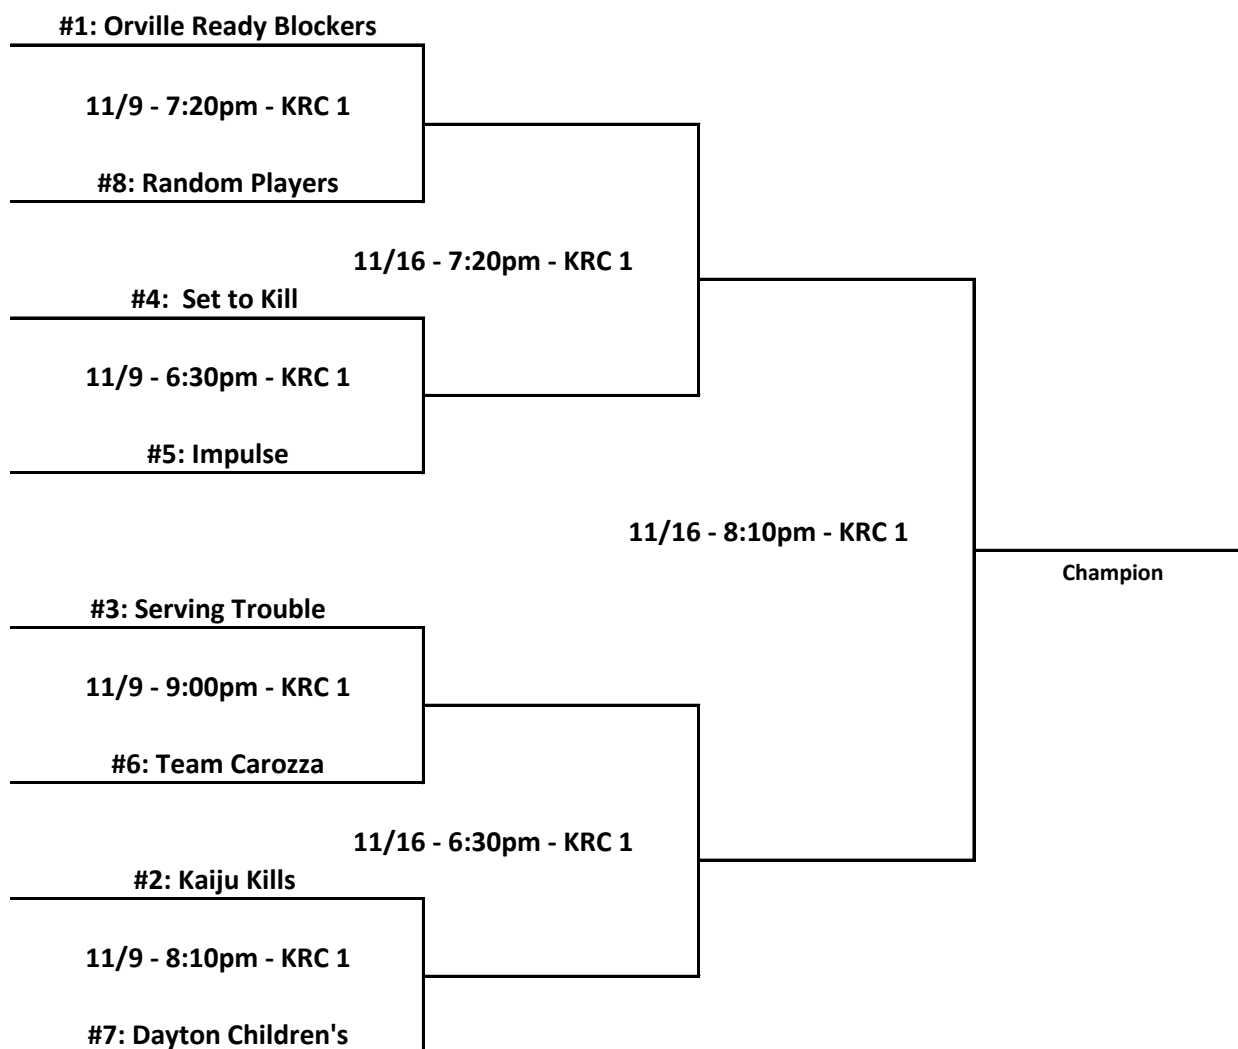 #1: Orville Ready Blockers
11/9 - 7:20pm - KRC 1
#8: Random Players
11/16 - 7:20pm - KRC 1
#4:  Set to Kill
11/9 - 6:30pm - KRC 1
#5: Impulse
11/16 - 8:10pm - KRC 1
Champion
#3: Serving Trouble
11/9 - 9:00pm - KRC 1
#6: Team Carozza
11/16 - 6:30pm - KRC 1
#2: Kaiju Kills
11/9 - 8:10pm - KRC 1
#7: Dayton Children's